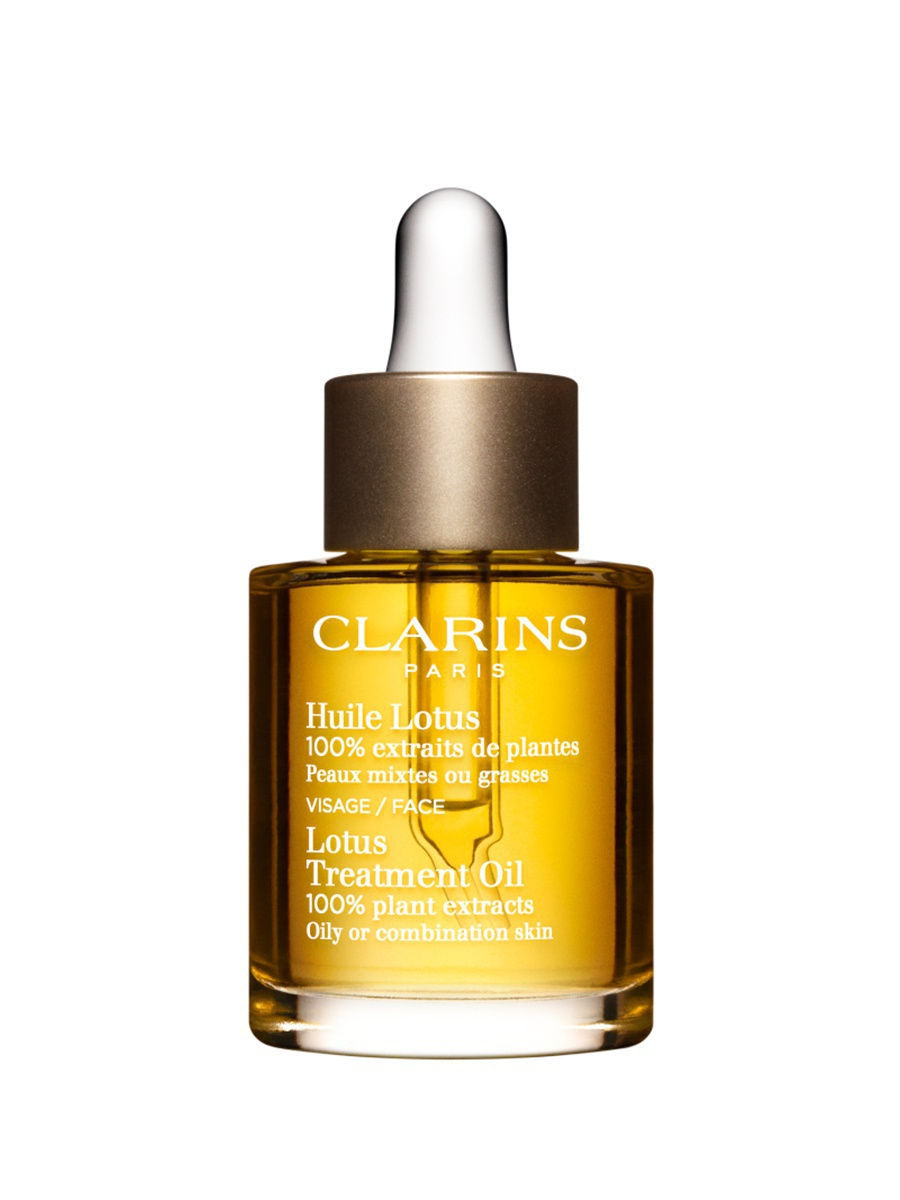 CLARINS
PARIS
Huile Lotus
100% extraits de plantes
Peaux mixtes ou grasses
VISAGE / FACE
Lotus
Treatment Oil
100% plant extracts
Oily or combination skin